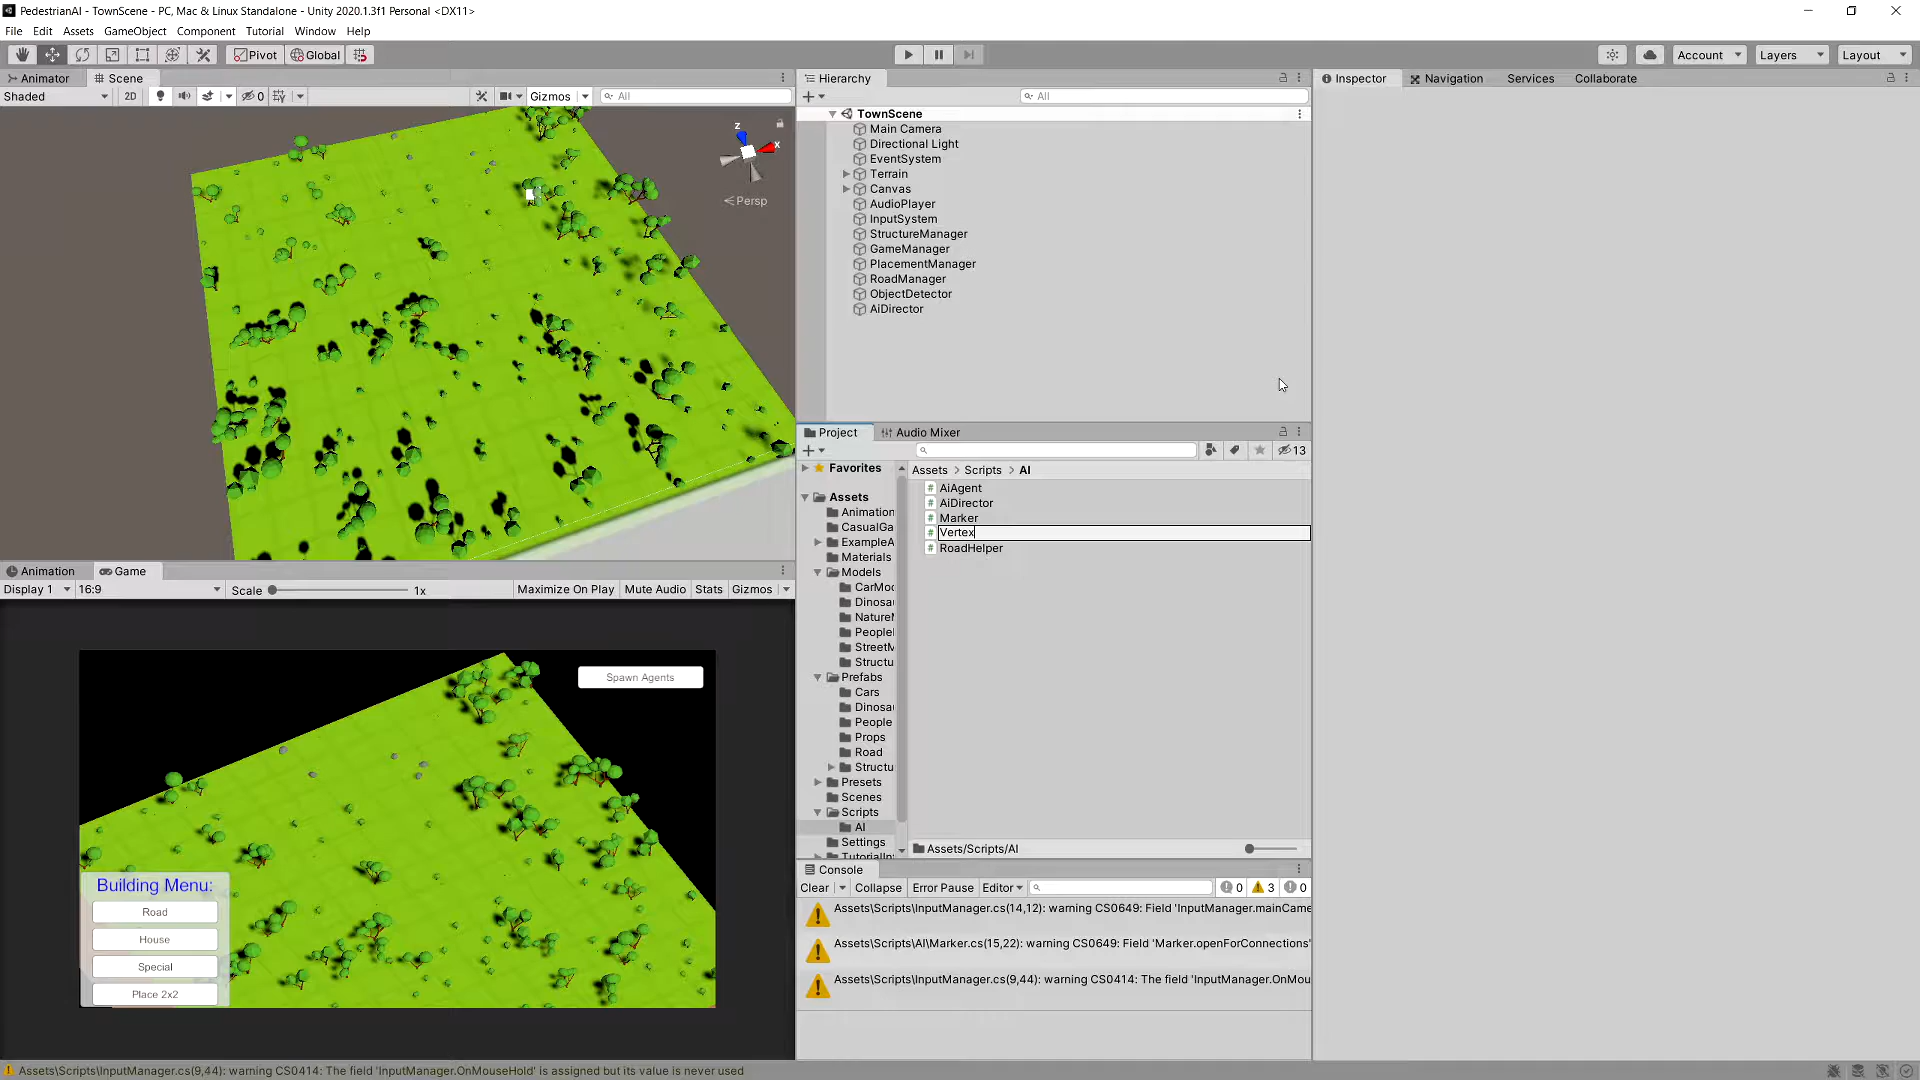 PedestrianAI - TownScene - PC, Mac & Linux Standalone - Unity 2020.1.3f1 Personal <DX11>
File Edit Assets GameObject Component Tutorial Window Help
Pivot Global Account Layers Layout
Animator Scene
Shaded 2D 0 Gizmos All
z
x
Persp
Hierarchy
All
TownScene
Main Camera
Directional Light
EventSystem
Terrain
Canvas
AudioPlayer
InputSystem
StructureManager
GameManager
PlacementManager
RoadManager
ObjectDetector
AiDirector
Inspector Navigation Services Collaborate
Animation Game
Display 1 16:9 Scale 1x Maximize On Play Mute Audio Stats Gizmos
Spawn Agents
Building Menu:
Road
House
Special
Place 2x2
Project Audio Mixer
13
Favorites
Assets
Animation
CasualGa
ExampleA
Materials
Models
CarMod
Dinosau
NatureM
PeopleM
StreetM
Structu
Prefabs
Cars
Dinosau
People
Props
Road
Structu
Presets
Scenes
Scripts
AI
Settings
TutorialIn
Assets > Scripts > AI
AiAgent
AiDirector
Marker
Vertex
RoadHelper
Assets/Scripts/AI
Console
Clear Collapse Error Pause Editor 0 3 0
Assets\Scripts\InputManager.cs(14,12): warning CS0649: Field 'InputManager.mainCame
Assets\Scripts\AI\Marker.cs(15,22): warning CS0649: Field 'Marker.openForConnections'
Assets\Scripts\InputManager.cs(9,44): warning CS0414: The field 'InputManager.OnMou
Assets\Scripts\InputManager.cs(9,44): warning CS0414: The field 'InputManager.OnMouseHold' is assigned but its value is never used